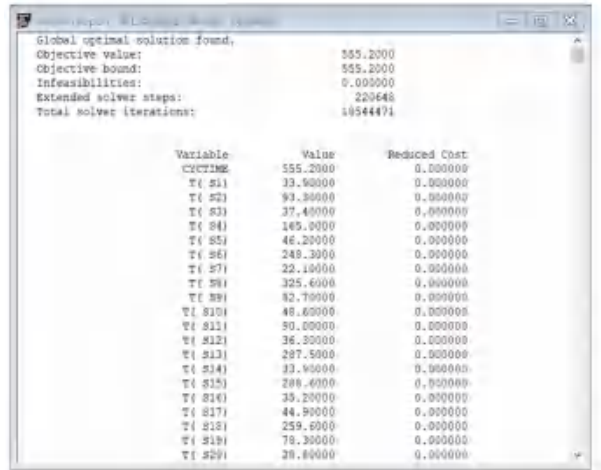 Global optimal solution found.
Objective value: 555.2000
Objective bound: 555.2000
Infeasibilities: 0.000000
Extended solver steps: 220648
Total solver iterations: 18544471
Variable Value Reduced Cost
CYCTIME 555.2000 0.000000
T( S1) 33.90000 0.000000
T( S2) 93.30000 0.000000
T( S3) 37.40000 0.000000
T( S4) 165.0000 0.000000
T( S5) 46.20000 0.000000
T( S6) 248.3000 0.000000
T( S7) 22.10000 0.000000
T( S8) 325.6000 0.000000
T( S9) 82.70000 0.000000
T( S10) 48.60000 0.000000
T( S11) 90.00000 0.000000
T( S12) 36.30000 0.000000
T( S13) 287.5000 0.000000
T( S14) 33.90000 0.000000
T( S15) 288.6000 0.000000
T( S16) 35.20000 0.000000
T( S17) 44.90000 0.000000
T( S18) 259.6000 0.000000
T( S19) 78.30000 0.000000
T( S20) 28.80000 0.000000